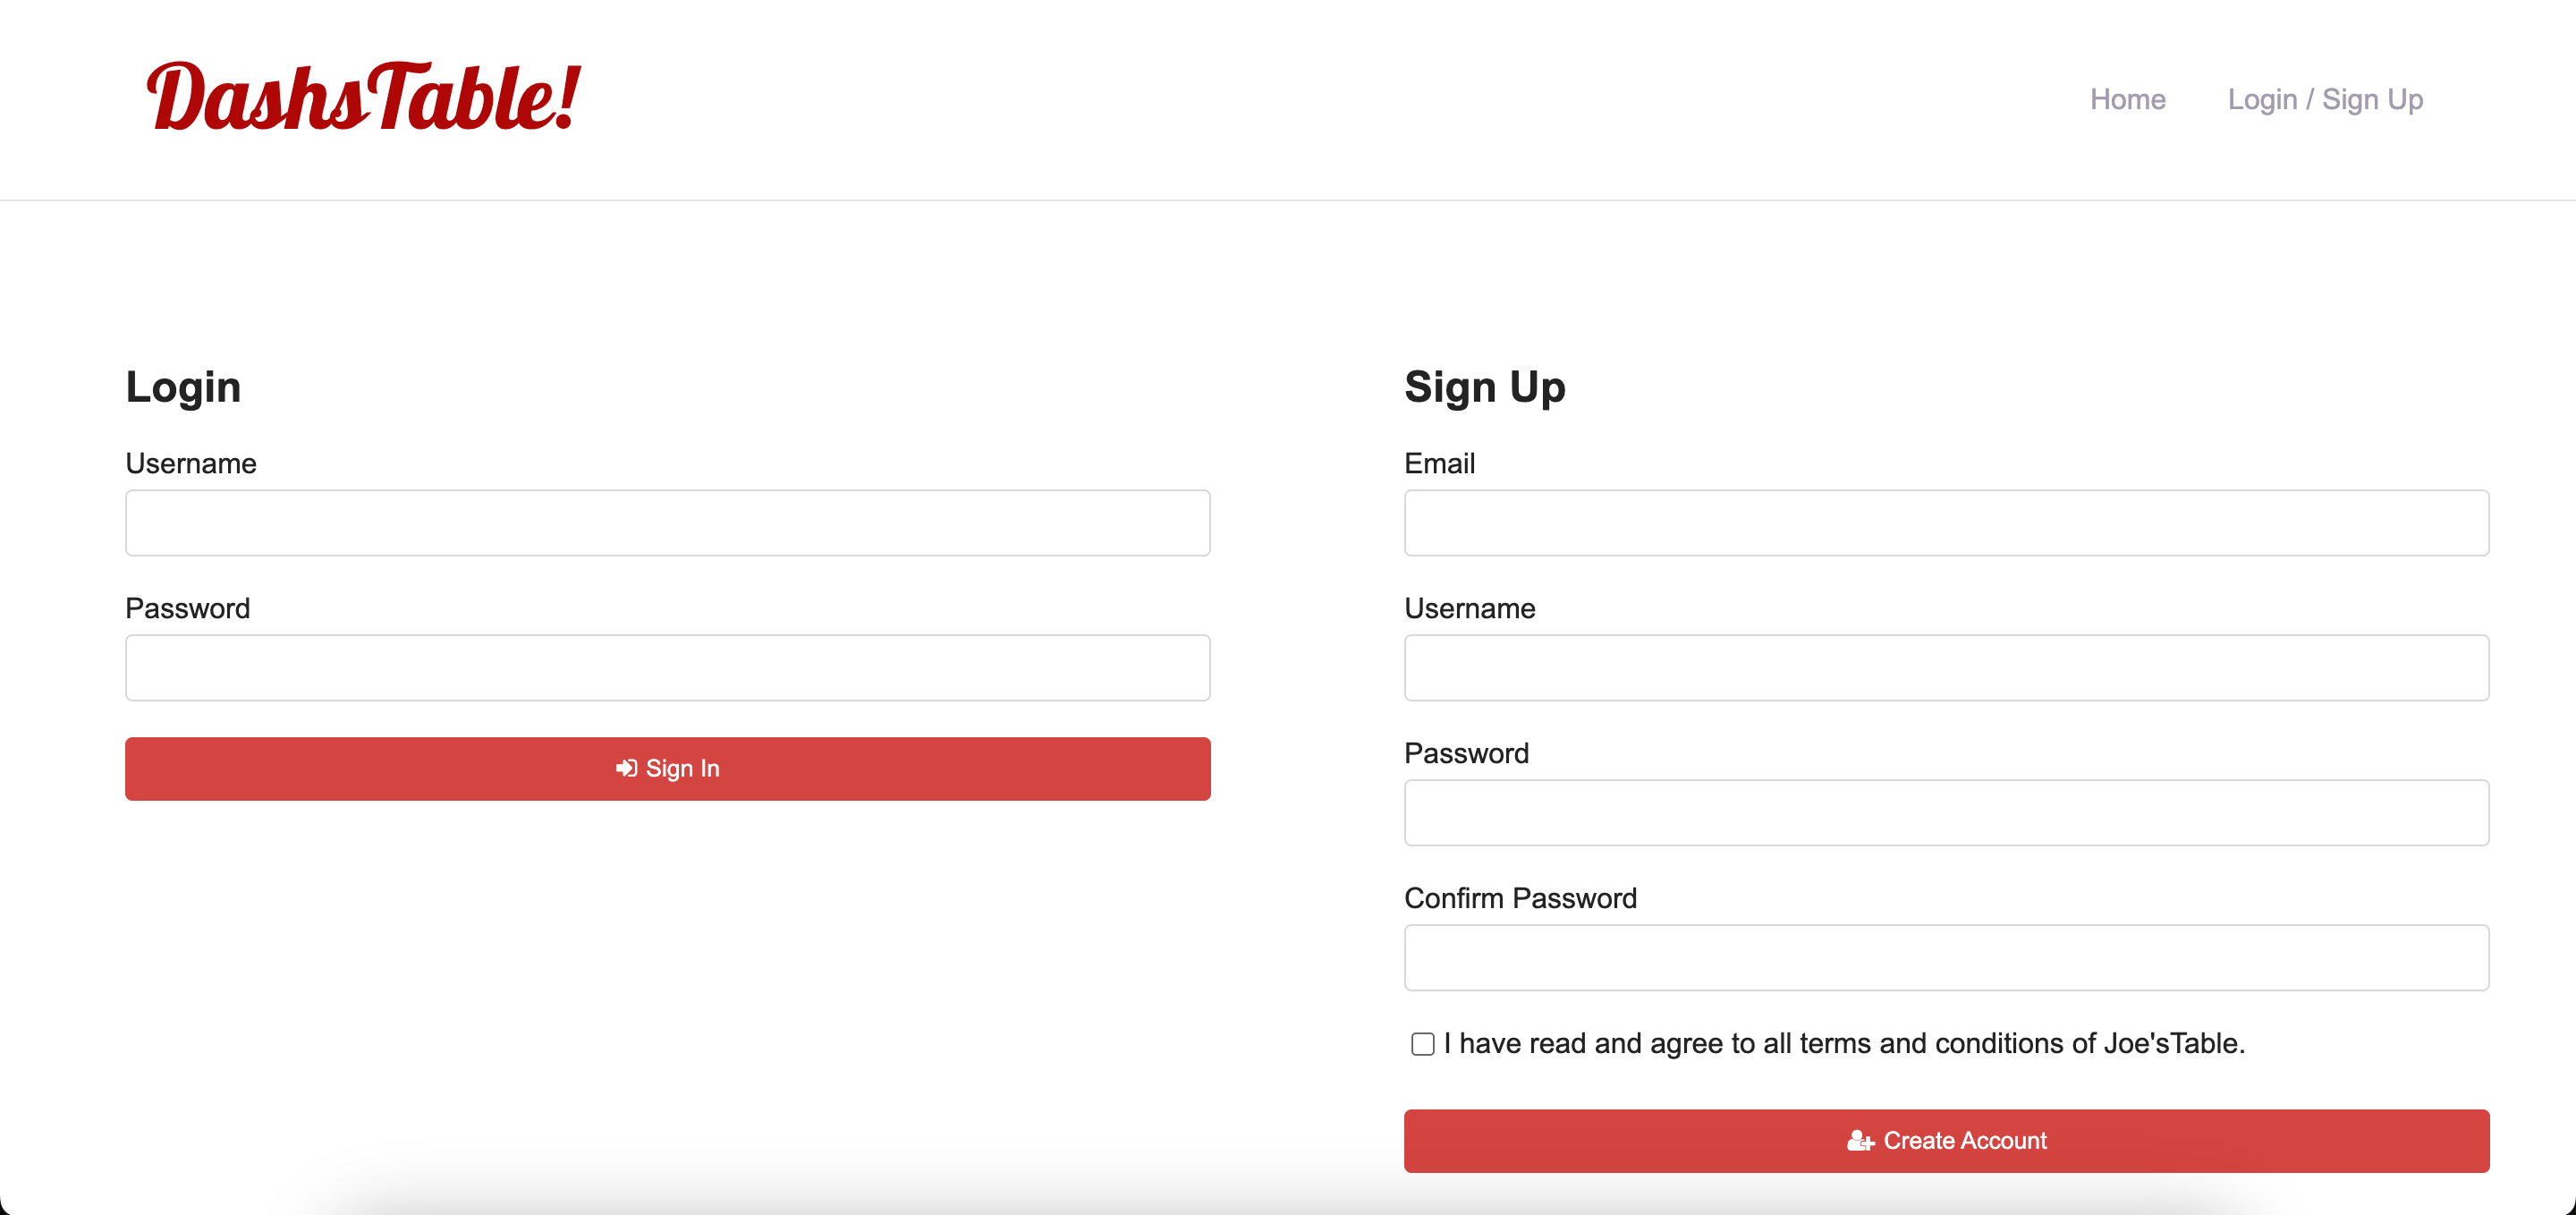 DashsTable!
Home
Login / Sign Up
Login
Username
Password
Sign In
Sign Up
Email
Username
Password
Confirm Password
I have read and agree to all terms and conditions of Joe'sTable.
Create Account